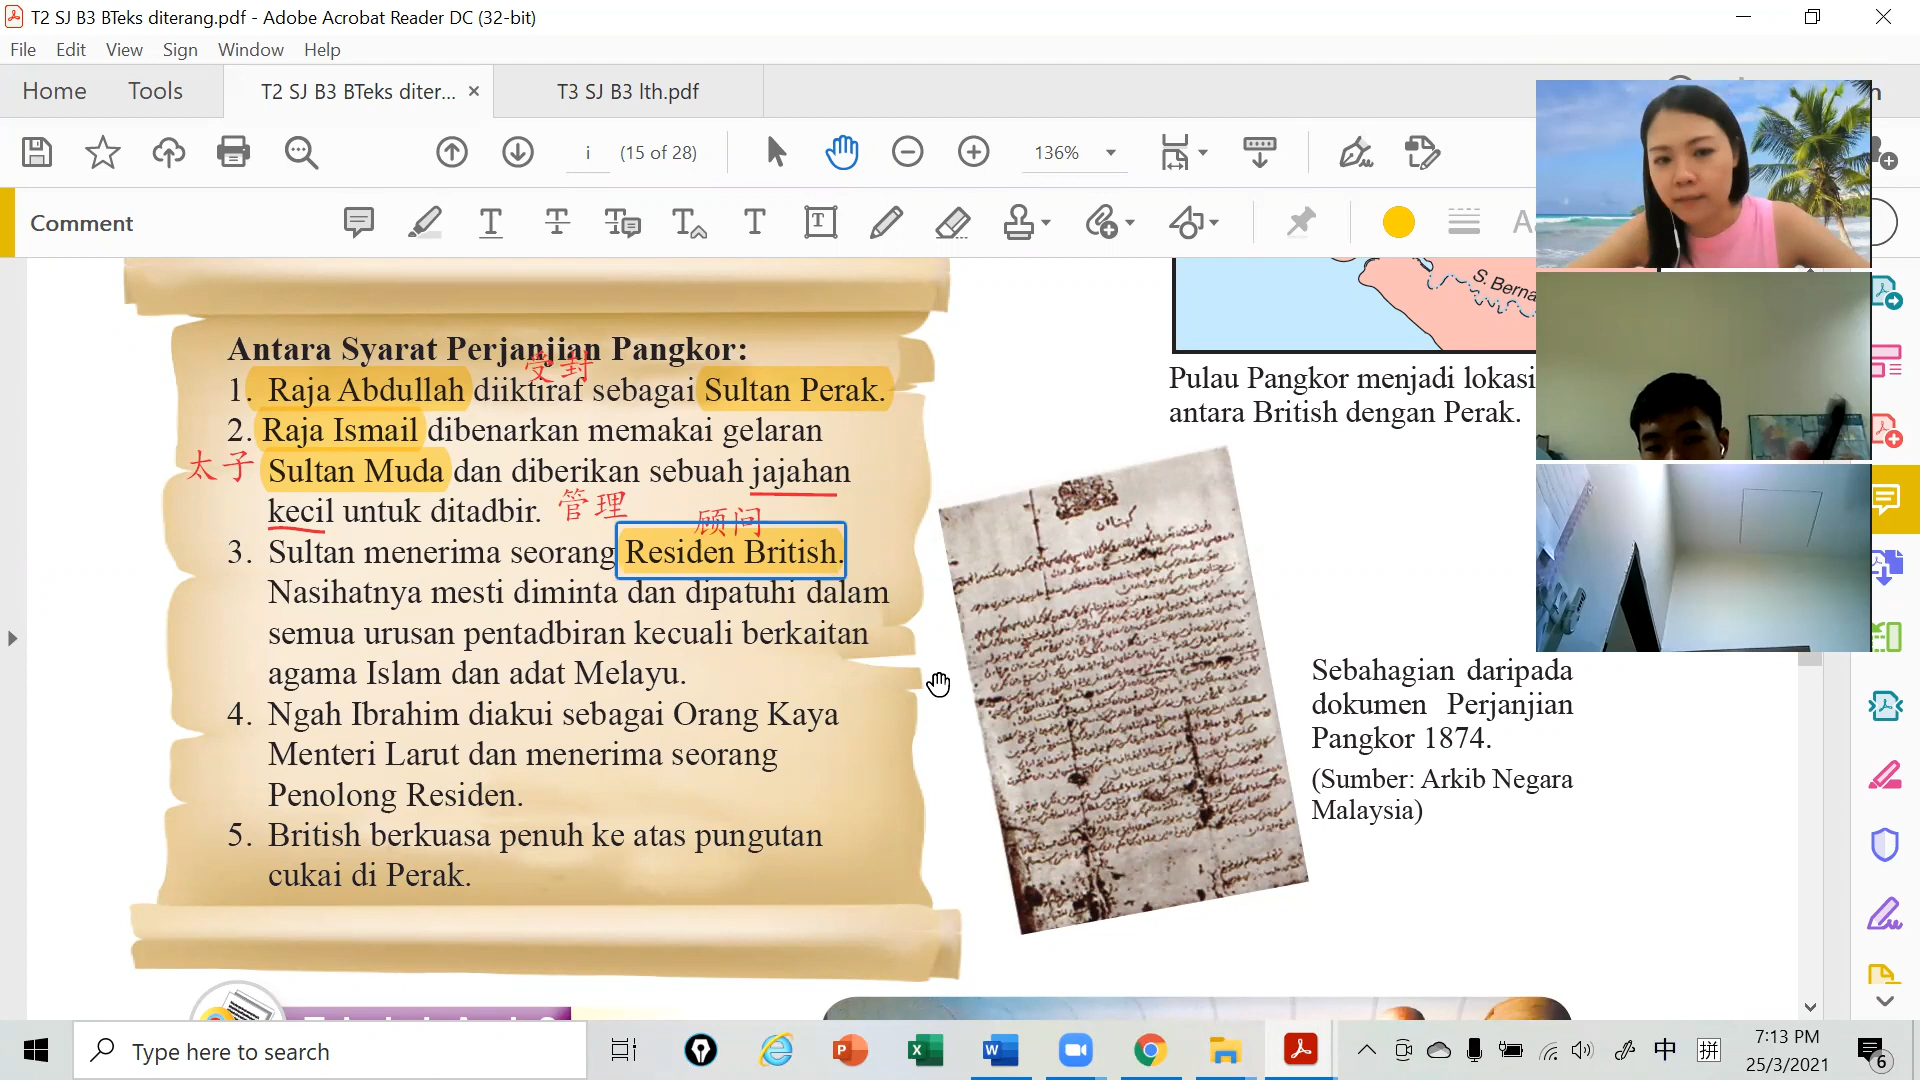 T2 SJ B3 BTeks diterang.pdf - Adobe Acrobat Reader DC (32-bit)
File Edit View Sign Window Help
Home Tools T2 SJ B3 BTeks diter... × T3 SJ B3 lth.pdf
i (15 of 28) 136%
Comment
Antara Syarat Perjanjian Pangkor:
受封
1. Raja Abdullah diiktiraf sebagai Sultan Perak.
2. Raja Ismail dibenarkan memakai gelaran
太子 Sultan Muda dan diberikan sebuah jajahan
kecil untuk ditadbir. 管理
顾问
3. Sultan menerima seorang Residen British.
Nasihatnya mesti diminta dan dipatuhi dalam
semua urusan pentadbiran kecuali berkaitan
agama Islam dan adat Melayu.
4. Ngah Ibrahim diakui sebagai Orang Kaya
Menteri Larut dan menerima seorang
Penolong Residen.
5. British berkuasa penuh ke atas pungutan
cukai di Perak.
S. Berna
Pulau Pangkor menjadi lokasi
antara British dengan Perak.
Sebahagian daripada
dokumen Perjanjian
Pangkor 1874.
(Sumber: Arkib Negara
Malaysia)
Type here to search
中 拼
7:13 PM
25/3/2021
6